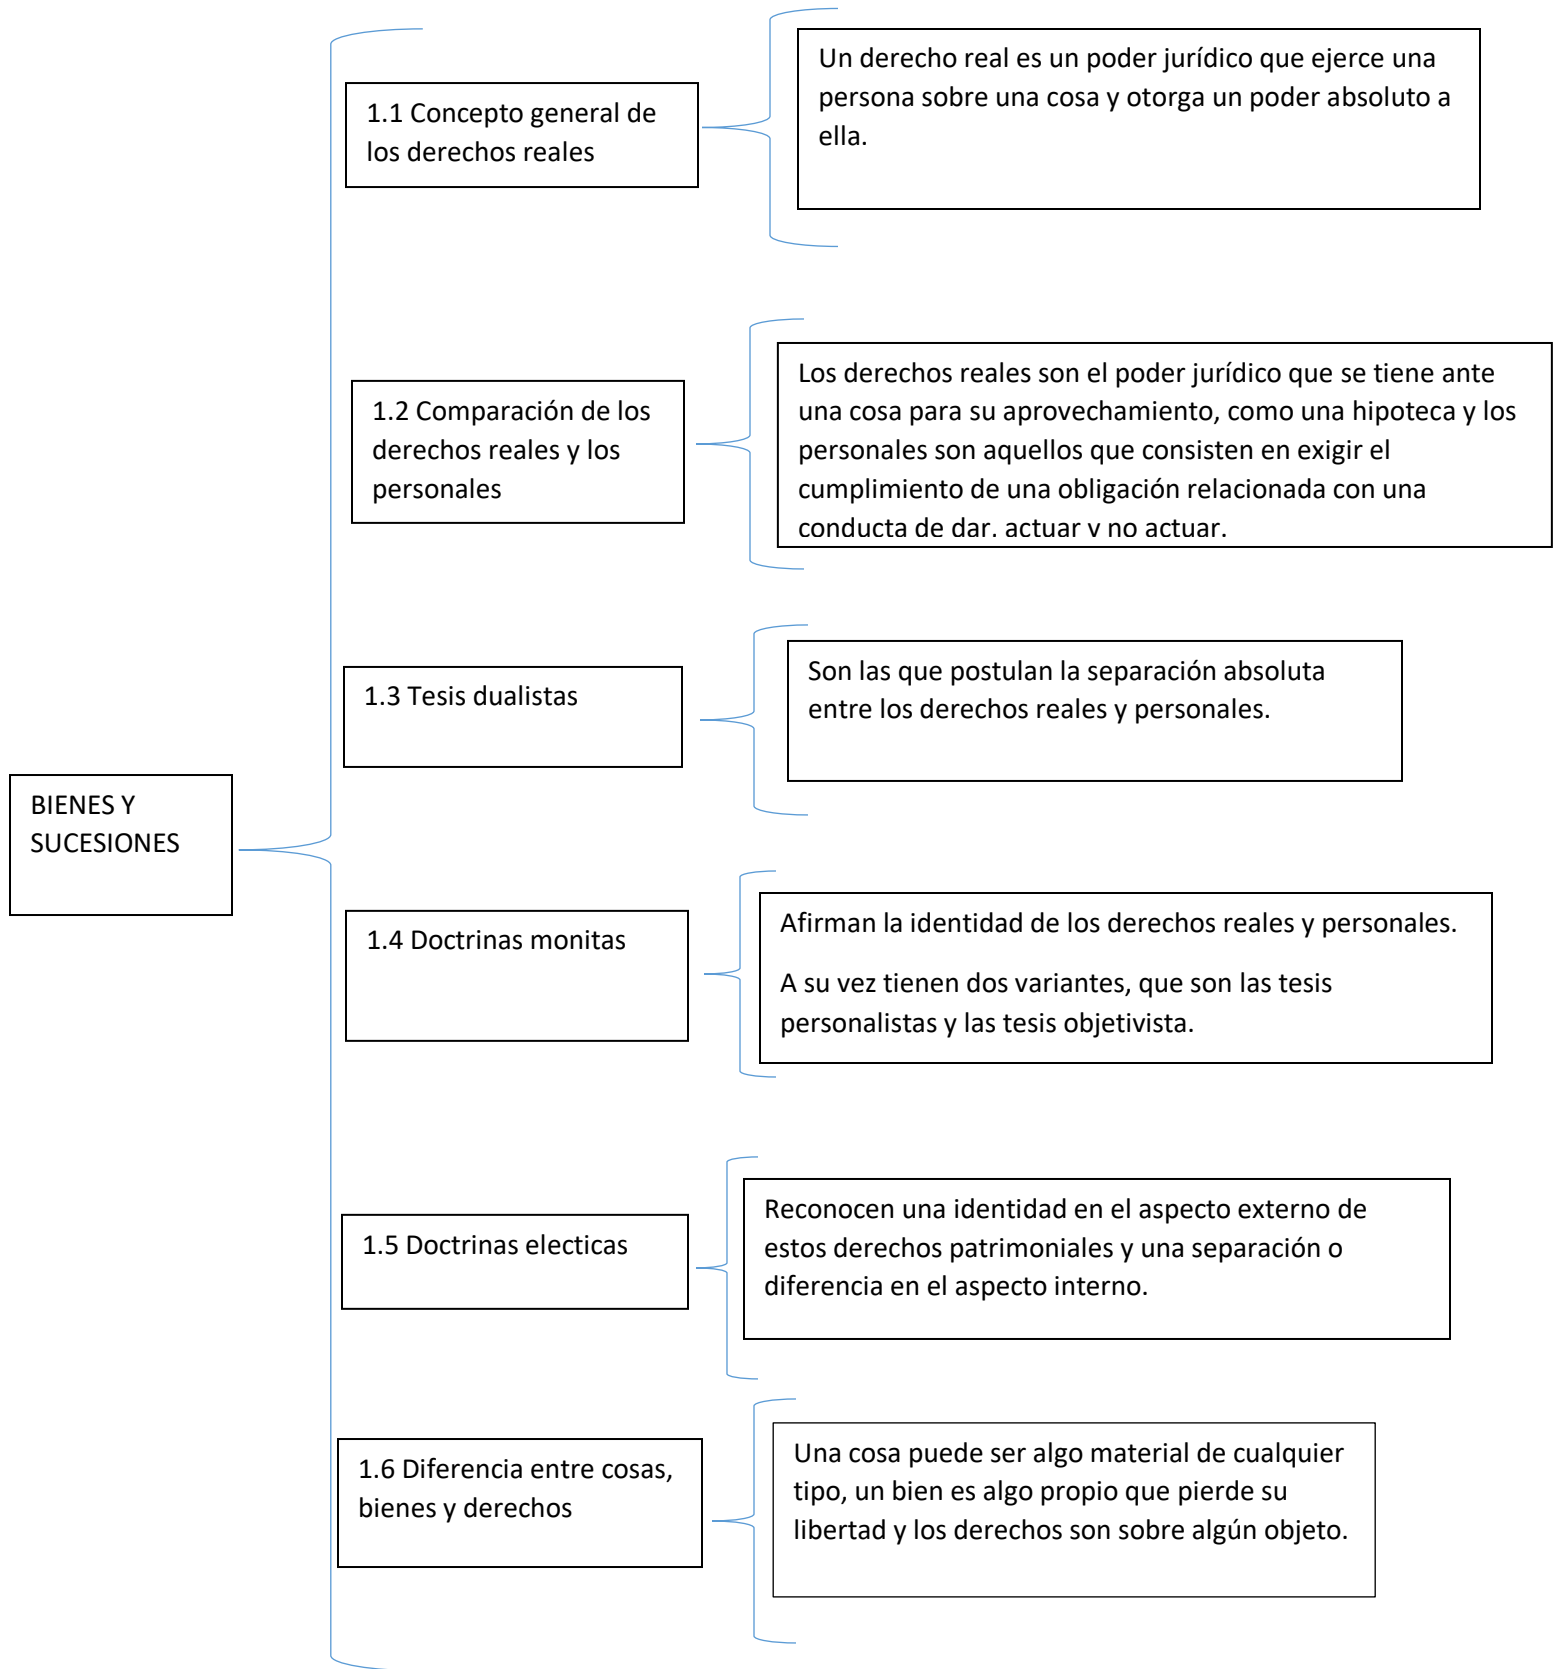 BIENES Y
SUCESIONES
1.1 Concepto general de
los derechos reales
Un derecho real es un poder jurídico que ejerce una
persona sobre una cosa y otorga un poder absoluto a
ella.
1.2 Comparación de los
derechos reales y los
personales
Los derechos reales son el poder jurídico que se tiene ante
una cosa para su aprovechamiento, como una hipoteca y los
personales son aquellos que consisten en exigir el
cumplimiento de una obligación relacionada con una
conducta de dar, actuar y no actuar.
1.3 Tesis dualistas
Son las que postulan la separación absoluta
entre los derechos reales y personales.
1.4 Doctrinas monitas
Afirman la identidad de los derechos reales y personales.
A su vez tienen dos variantes, que son las tesis
personalistas y las tesis objetivista.
1.5 Doctrinas electicas
Reconocen una identidad en el aspecto externo de
estos derechos patrimoniales y una separación o
diferencia en el aspecto interno.
1.6 Diferencia entre cosas,
bienes y derechos
Una cosa puede ser algo material de cualquier
tipo, un bien es algo propio que pierde su
libertad y los derechos son sobre algún objeto.